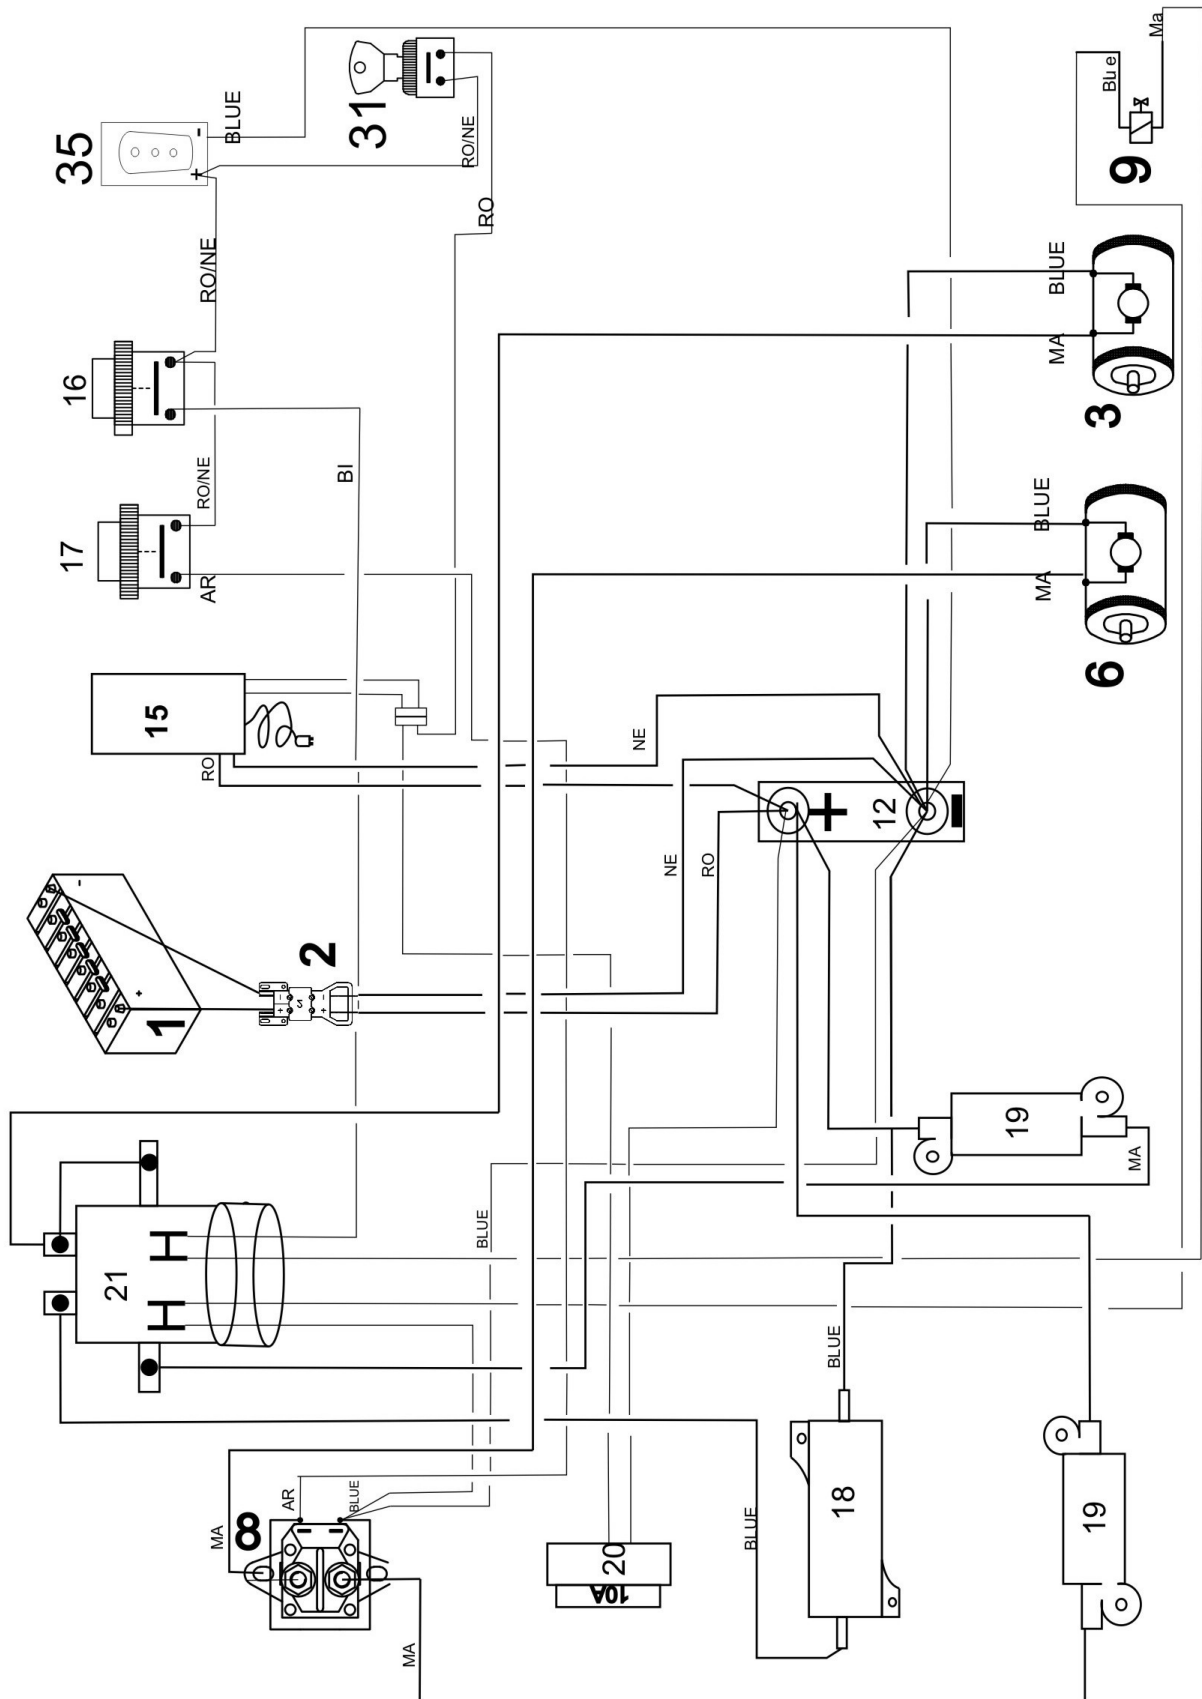 35
-
+
BLUE
31
RO/NE
RO
Blue
Ma
9
RO/NE
16
RO/NE
BI
17
AR
MA
BLUE
3
MA
BLUE
6
15
RO
NE
+
12
-
NE
RO
1
+
-
2
- +
+ -
21
H H
BLUE
19
MA
BLUE
18
BLUE
19
8
MA
AR
BLUE
MA
20
10A